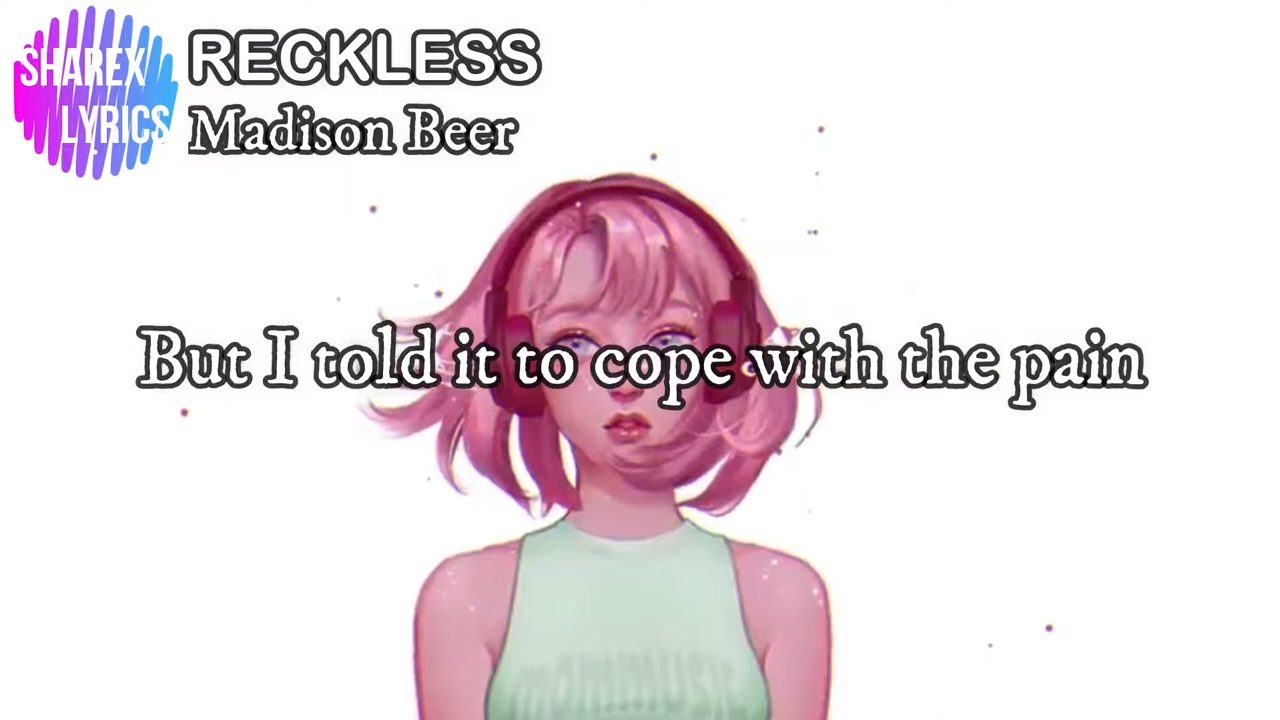 SHAREX
LYRICS
RECKLESS
Madison Beer
But I told it to cope with the pain